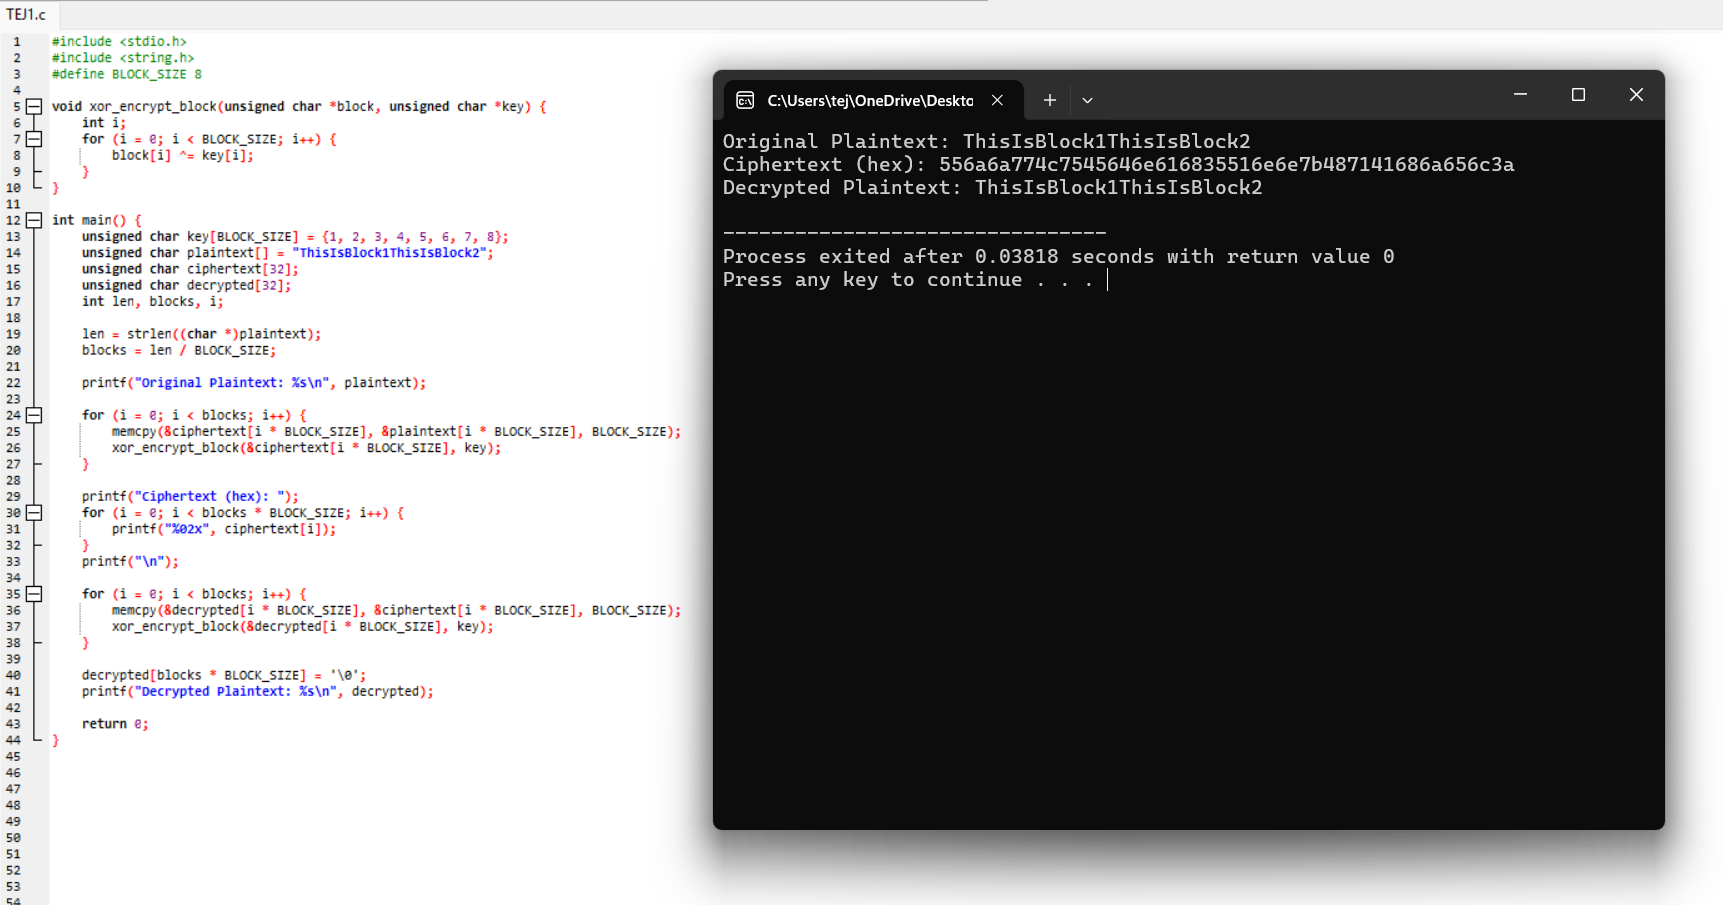 TEJ1.c
1 #include <stdio.h>
2 #include <string.h>
3 #define BLOCK_SIZE 8
4
5 void xor_encrypt_block(unsigned char *block, unsigned char *key) {
6     int i;
7     for (i = 0; i < BLOCK_SIZE; i++) {
8         block[i] ^= key[i];
9     }
10 }
11
12 int main() {
13     unsigned char key[BLOCK_SIZE] = {1, 2, 3, 4, 5, 6, 7, 8};
14     unsigned char plaintext[] = "ThisIsBlock1ThisIsBlock2";
15     unsigned char ciphertext[32];
16     unsigned char decrypted[32];
17     int len, blocks, i;
18
19     len = strlen((char *)plaintext);
20     blocks = len / BLOCK_SIZE;
21
22     printf("Original Plaintext: %s\n", plaintext);
23
24     for (i = 0; i < blocks; i++) {
25         memcpy(&ciphertext[i * BLOCK_SIZE], &plaintext[i * BLOCK_SIZE], BLOCK_SIZE);
26         xor_encrypt_block(&ciphertext[i * BLOCK_SIZE], key);
27     }
28
29     printf("Ciphertext (hex): ");
30     for (i = 0; i < blocks * BLOCK_SIZE; i++) {
31         printf("%02x", ciphertext[i]);
32     }
33     printf("\n");
34
35     for (i = 0; i < blocks; i++) {
36         memcpy(&decrypted[i * BLOCK_SIZE], &ciphertext[i * BLOCK_SIZE], BLOCK_SIZE);
37         xor_encrypt_block(&decrypted[i * BLOCK_SIZE], key);
38     }
39
40     decrypted[blocks * BLOCK_SIZE] = '\0';
41     printf("Decrypted Plaintext: %s\n", decrypted);
42
43     return 0;
44 }
45
46
47
48
49
50
51
52
53
54
C:\Users\tej\OneDrive\Deskto
Original Plaintext: ThisIsBlock1ThisIsBlock2
Ciphertext (hex): 556a6a774c7545646e616835516e6e7b487141686a656c3a
Decrypted Plaintext: ThisIsBlock1ThisIsBlock2
--------------------------------
Process exited after 0.03818 seconds with return value 0
Press any key to continue . . .